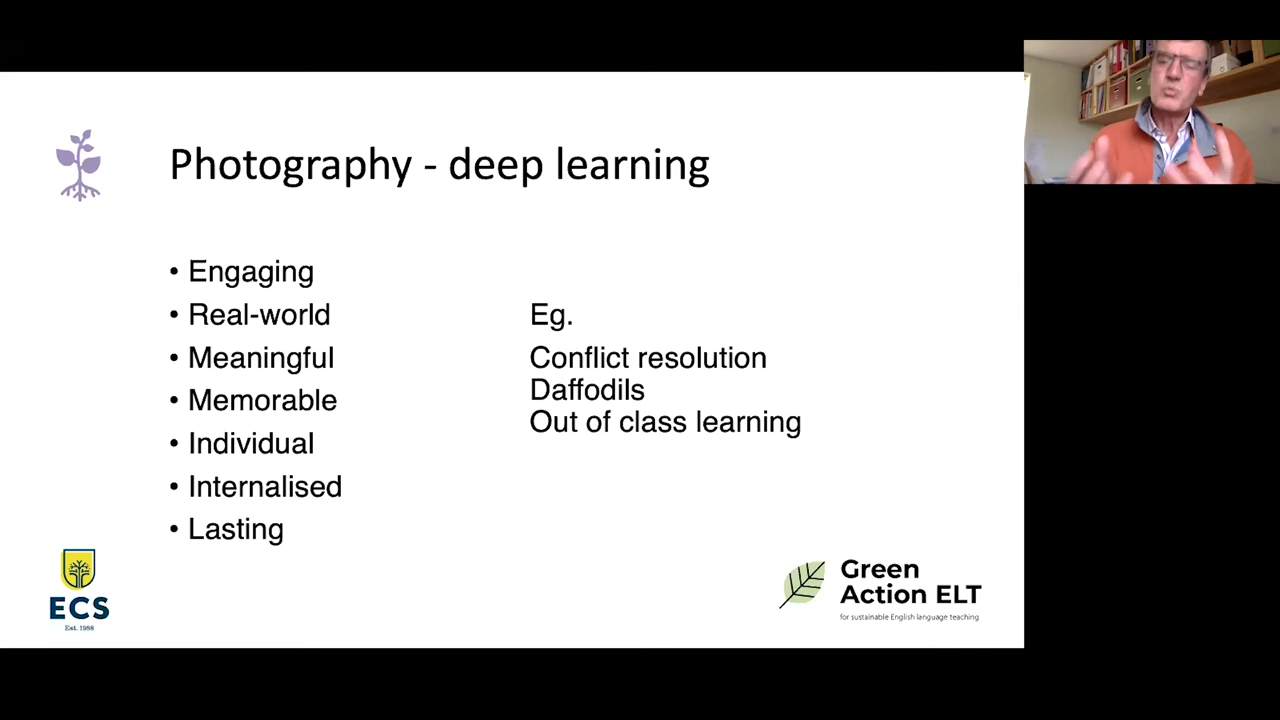 Photography - deep learning
• Engaging
• Real-world
• Meaningful
• Memorable
• Individual
• Internalised
• Lasting
Eg.
Conflict resolution
Daffodils
Out of class learning
ECS
Est. 1988
Green
Action ELT
for sustainable English language teaching